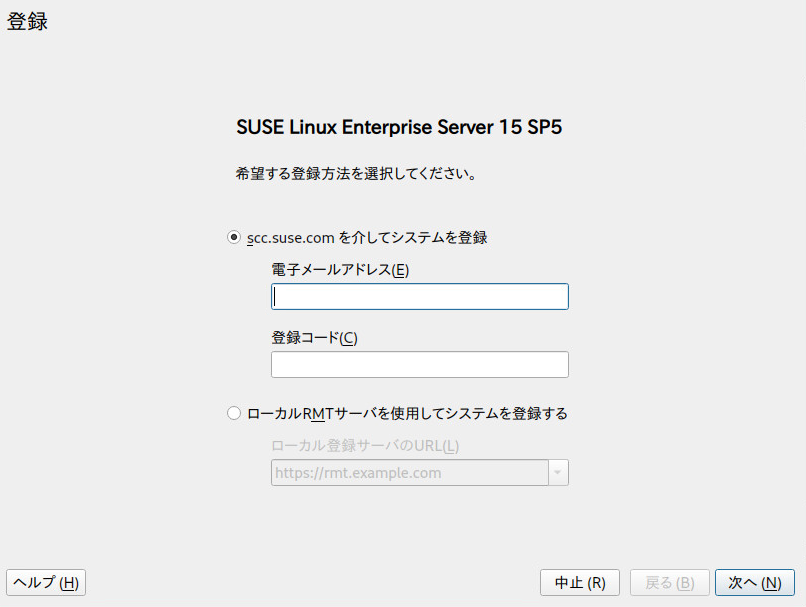 登録
SUSE Linux Enterprise Server 15 SP5
希望する登録方法を選択してください。
scc.suse.com を介してシステムを登録
電子メールアドレス(E)
登録コード(C)
ローカルRMTサーバを使用してシステムを登録する
ローカル登録サーバのURL(L)
https://rmt.example.com
ヘルプ (H)
中止 (R)
戻る (B)
次へ (N)